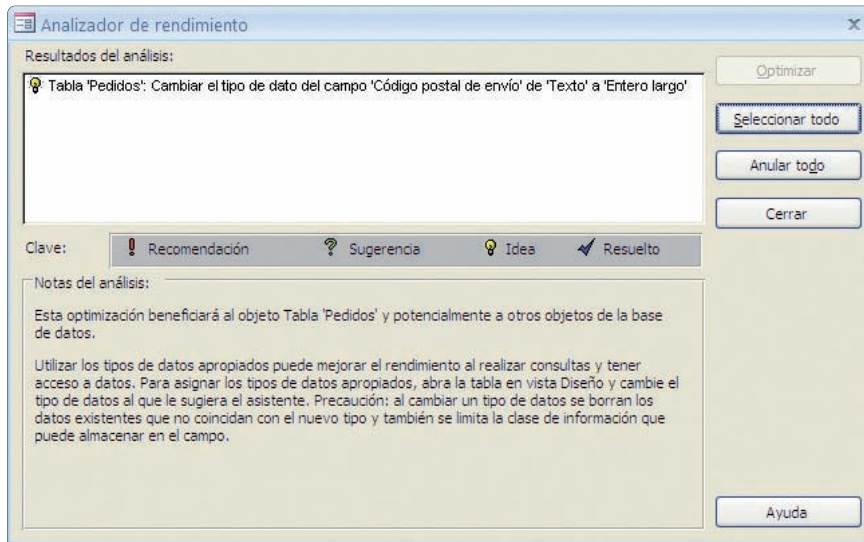 Analizador de rendimiento
Resultados del análisis:
Tabla 'Pedidos': Cambiar el tipo de dato del campo 'Código postal de envío' de 'Texto' a 'Entero largo'
Optimizar
Seleccionar todo
Anular todo
Cerrar
Clave: Recomendación Sugerencia Idea Resuelto
Notas del análisis:
Esta optimización beneficiará al objeto Tabla 'Pedidos' y potencialmente a otros objetos de la base
de datos.
Utilizar los tipos de datos apropiados puede mejorar el rendimiento al realizar consultas y tener
acceso a datos. Para asignar los tipos de datos apropiados, abra la tabla en vista Diseño y cambie el
tipo de datos al que le sugiera el asistente. Precaución: al cambiar un tipo de datos se borran los
datos existentes que no coincidan con el nuevo tipo y también se limita la clase de información que
puede almacenar en el campo.
Ayuda